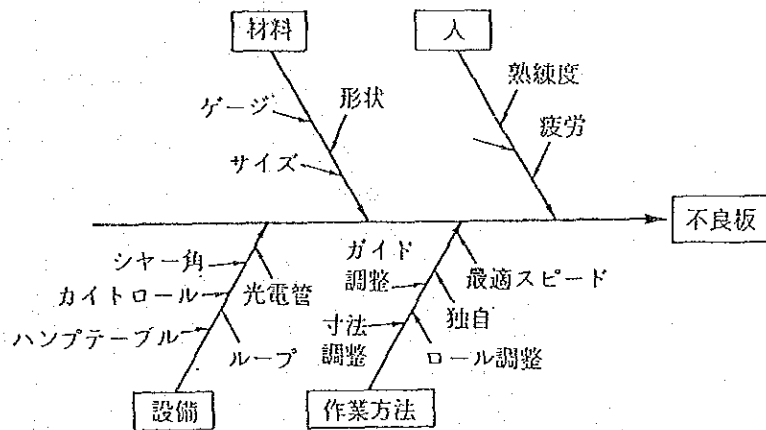 材料
人
ゲージ
形状
サイズ
熟練度
疲労
不良板
シャー角
カイトロール
ハンプテーブル
光電管
ループ
設備
ガイド
調整
寸法
調整
最適スピード
独自
ロール調整
作業方法